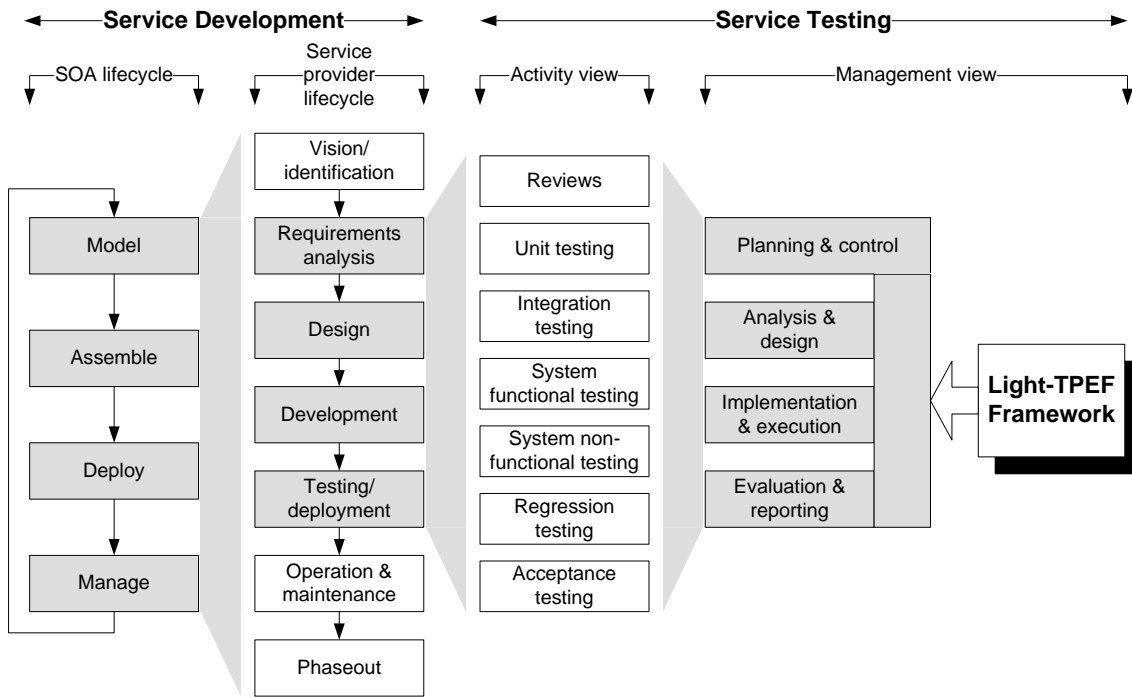 Service Development
Service Testing
SOA lifecycle
Service
provider
lifecycle
Activity view
Management view
Model
Assemble
Deploy
Manage
Vision/
identification
Requirements
analysis
Design
Development
Testing/
deployment
Operation &
maintenance
Phaseout
Reviews
Unit testing
Integration
testing
System
functional testing
System non-
functional testing
Regression
testing
Acceptance
testing
Planning & control
Analysis &
design
Implementation
& execution
Evaluation &
reporting
Light-TPEF
Framework